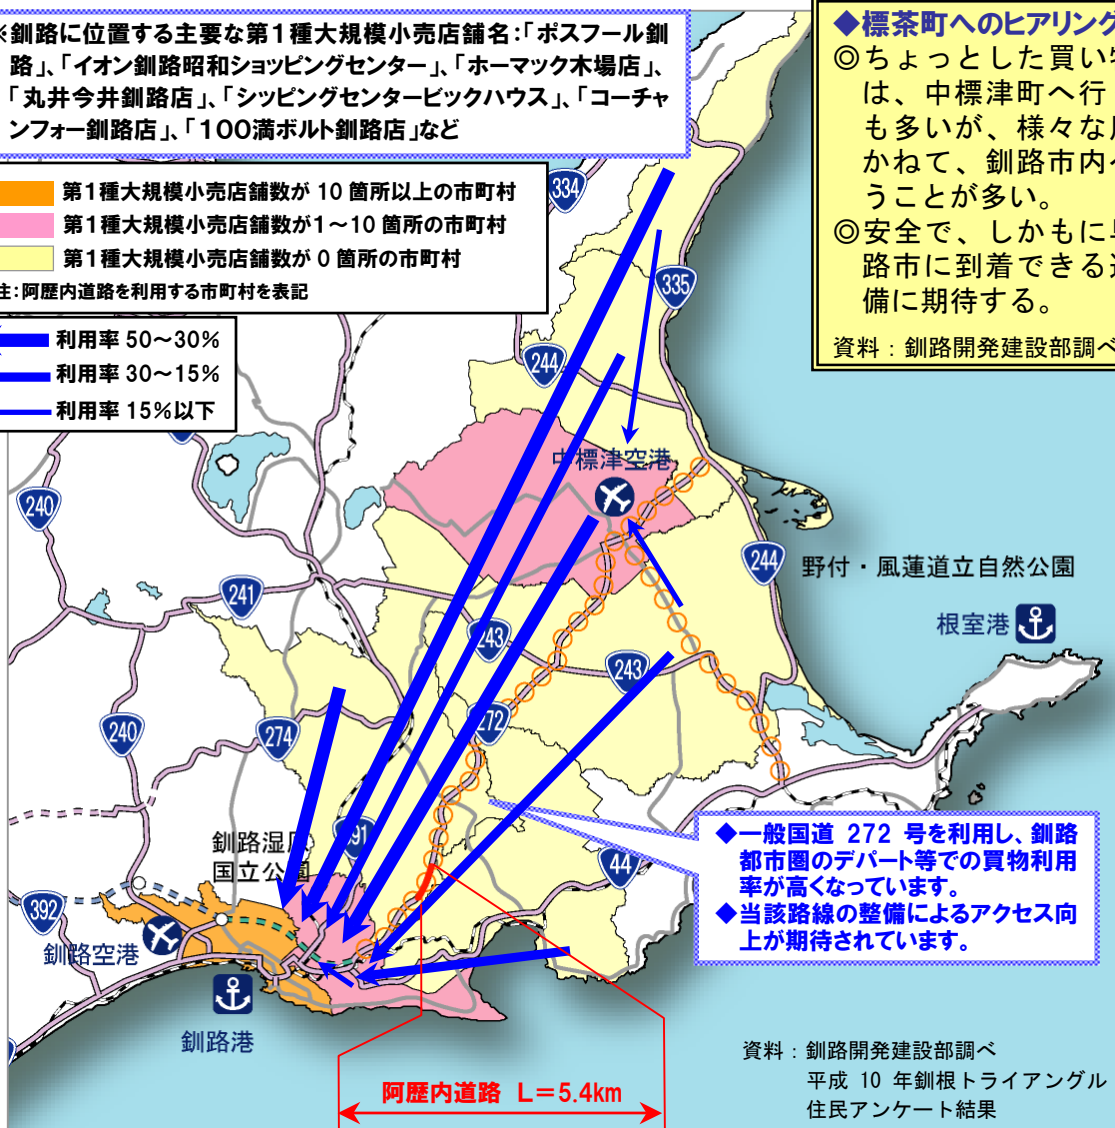 ※釧路に位置する主要な第1種大規模小売店舗名：「ポスフール釧
路」、「イオン釧路昭和ショッピングセンター」、「ホーマック木場店」、
「丸井今井釧路店」、「シッピングセンタービックハウス」、「コーチャ
ンフォー釧路店」、「100満ボルト釧路店」など
第1種大規模小売店舗数が 10 箇所以上の市町村
第1種大規模小売店舗数が1～10 箇所の市町村
第1種大規模小売店舗数が 0 箇所の市町村
注：阿歴内道路を利用する市町村を表記
利用率 50～30%
利用率 30～15%
利用率 15%以下
◆標茶町へのヒアリング
◎ちょっとした買い
は、中標津町へ行
も多いが、様々な
かねて、釧路市内
うことが多い。
◎安全で、しかもに
路市に到着できる
備に期待する。
資料：釧路開発建設部調べ
334
335
244
中標津空港
240
241
244
野付・風蓮道立自然公園
根室港
243
243
240
274
272
釧路湿原
国立公園
391
44
392
釧路空港
釧路港
◆一般国道 272 号を利用し、釧路
都市圏のデパート等での買物利用
率が高くなっています。
◆当該路線の整備によるアクセス向
上が期待されています。
阿歴内道路 L＝5.4km
資料：釧路開発建設部調べ
平成 10 年釧根トライアングル
住民アンケート結果